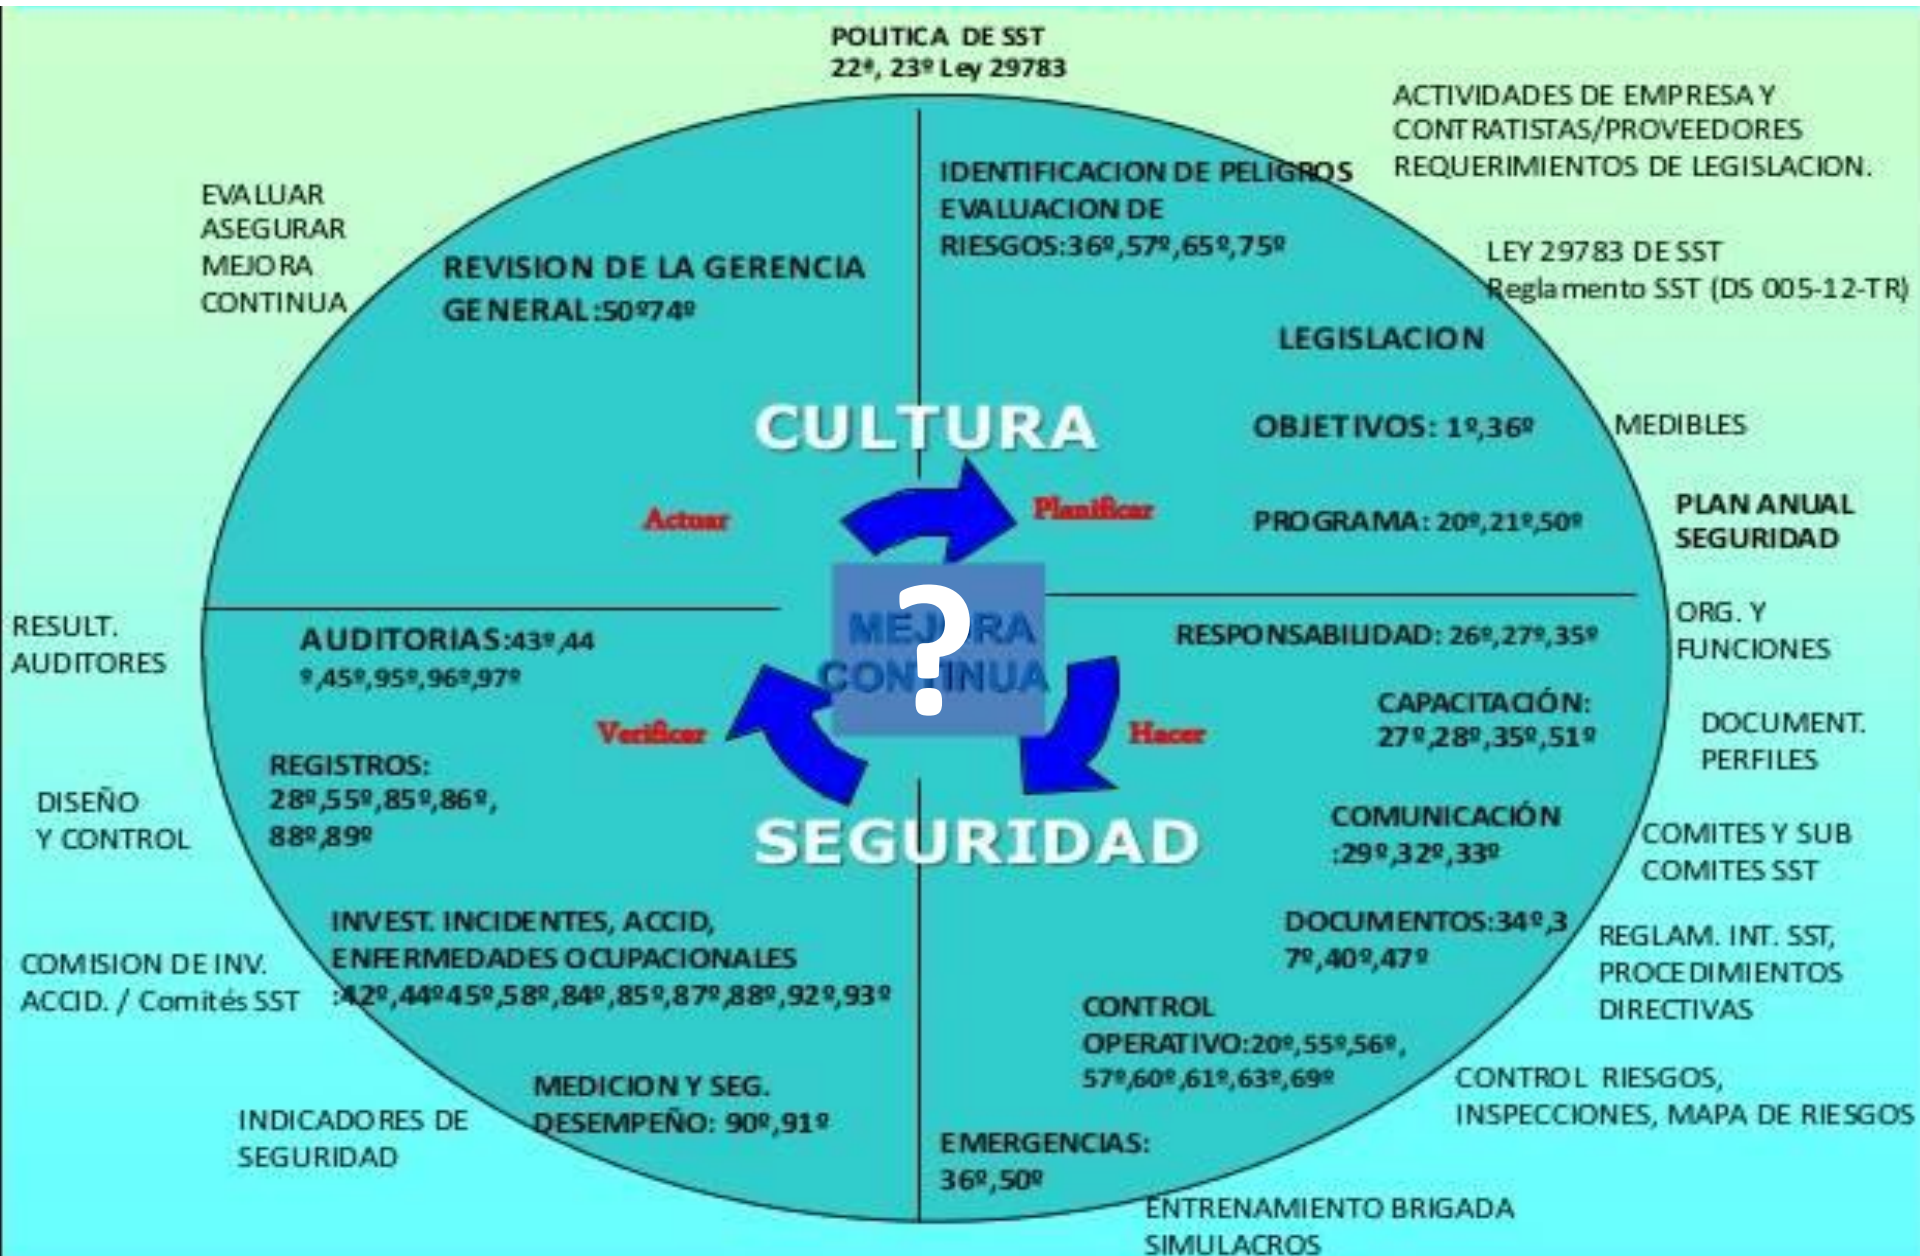 POLITICA DE SST
22ª, 23º Ley 29783
ACTIVIDADES DE EMPRESA Y
CONTRATISTAS/PROVEEDORES
REQUERIMIENTOS DE LEGISLACION.
IDENTIFICACION DE PELIGROS
EVALUACION DE
RIESGOS:36º,57º,65º,75º
EVALUAR
ASEGURAR
MEJORA
CONTINUA
REVISION DE LA GERENCIA
GENERAL:50º74º
LEY 29783 DE SST
Reglamento SST (DS 005-12-TR)
LEGISLACION
CULTURA
OBJETIVOS: 1º,36º
MEDIBLES
Actuar
Planificar
PROGRAMA: 20º,21º,50º
PLAN ANUAL
SEGURIDAD
MEJORA
CONTINUA
?
RESULT.
AUDITORES
AUDITORIAS:43º,44
º,45º,95º,96º,97º
RESPONSABILIDAD: 26º,27º,35º
ORG. Y
FUNCIONES
Verificar
Hacer
CAPACITACIÓN:
27º,28º,35º,51º
DOCUMENT.
PERFILES
DISEÑO
Y CONTROL
REGISTROS:
28º,55º,85º,86º,
88º,89º
SEGURIDAD
COMUNICACIÓN
:29º,32º,33º
COMITES Y SUB
COMITES SST
COMISION DE INV.
ACCID. / Comités SST
INVEST. INCIDENTES, ACCID,
ENFERMEDADES OCUPACIONALES
:42º,44º45º,58º,84º,85º,87º,88º,92º,93º
DOCUMENTOS:34º,3
7º,40º,47º
REGLAM. INT. SST,
PROCEDIMIENTOS
DIRECTIVAS
CONTROL
OPERATIVO:20º,55º,56º,
57º,60º,61º,63º,69º
CONTROL RIESGOS,
INSPECCIONES, MAPA DE RIESGOS
INDICADORES DE
SEGURIDAD
MEDICION Y SEG.
DESEMPEÑO: 90º,91º
EMERGENCIAS:
36º,50º
ENTRENAMIENTO BRIGADA
SIMULACROS